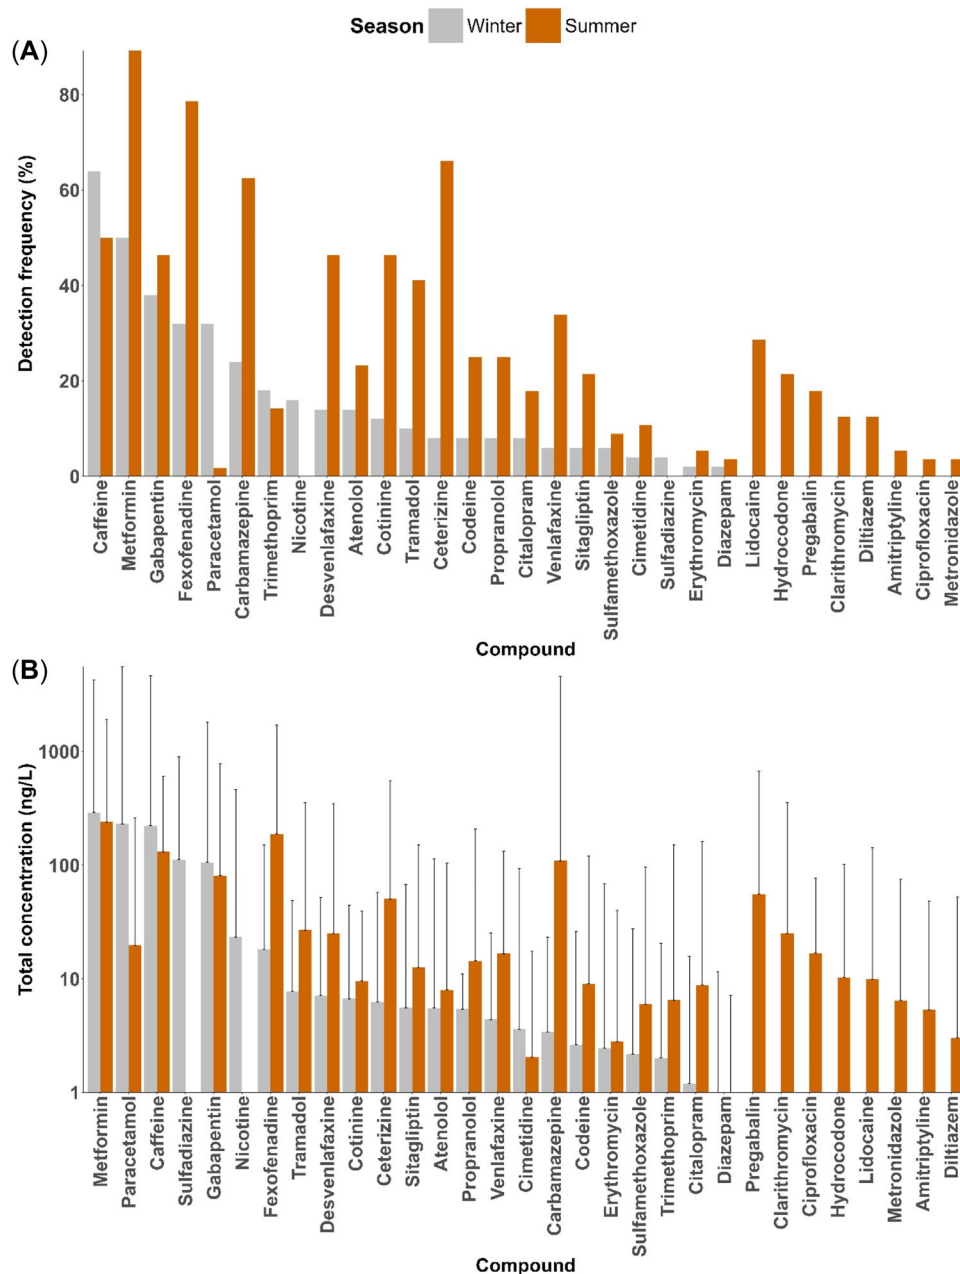 Season Winter Summer
(A)
Detection frequency (%)
80
60
40
20
0
Caffeine
Metformin
Gabapentin
Fexofenadine
Paracetamol
Carbamazepine
Trimethoprim
Nicotine
Desvenlafaxine
Atenolol
Cotinine
Tramadol
Ceterizine
Codeine
Propranolol
Citalopram
Venlafaxine
Sitagliptin
Sulfamethoxazole
Cimetidine
Sulfadiazine
Erythromycin
Diazepam
Lidocaine
Hydrocodone
Pregabalin
Clarithromycin
Diltiazem
Amitriptyline
Ciprofloxacin
Metronidazole
Compound
(B)
Total concentration (ng/L)
1000
100
10
1
Metformin
Paracetamol
Caffeine
Sulfadiazine
Gabapentin
Nicotine
Fexofenadine
Tramadol
Desvenlafaxine
Cotinine
Ceterizine
Sitagliptin
Atenolol
Propranolol
Venlafaxine
Cimetidine
Carbamazepine
Codeine
Erythromycin
Sulfamethoxazole
Trimethoprim
Citalopram
Diazepam
Pregabalin
Clarithromycin
Ciprofloxacin
Hydrocodone
Lidocaine
Metronidazole
Amitriptyline
Diltiazem
Compound